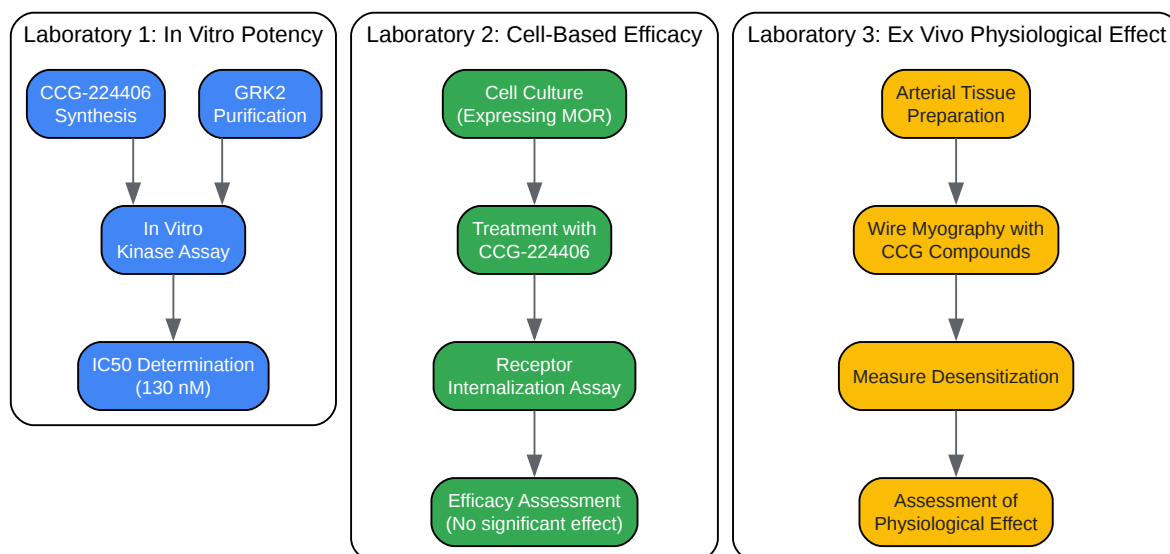 Laboratory 1: In Vitro Potency
CCG-224406
Synthesis
GRK2
Purification
In Vitro
Kinase Assay
IC50 Determination
(130 nM)
Laboratory 2: Cell-Based Efficacy
Cell Culture
(Expressing MOR)
Treatment with
CCG-224406
Receptor
Internalization Assay
Efficacy Assessment
(No significant effect)
Laboratory 3: Ex Vivo Physiological Effect
Arterial Tissue
Preparation
Wire Myography with
CCG Compounds
Measure Desensitization
Assessment of
Physiological Effect